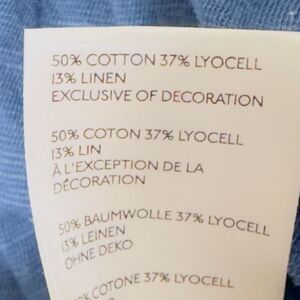 50% COTTON 37% LYOCELL
13% LINEN
EXCLUSIVE OF DECORATION
50% COTON 37% LYOCELL
13% LIN
À L'EXCEPTION DE LA
DÉCORATION
50% BAUMWOLLE 37% LYOCELL
13% LEINEN
OHNE DEKO
COTONE 37% LYOCELL